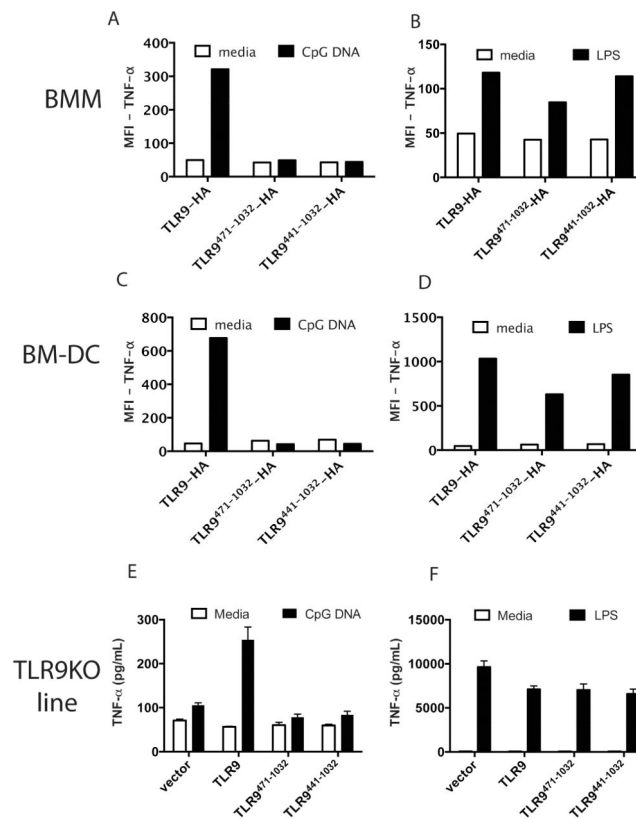 A
B
BMM
media CpG DNA
media LPS
MFI – TNF-α
400
300
200
100
0
MFI – TNF-α
150
100
50
0
TLR9–HA
TLR9471–1032–HA
TLR9441–1032–HA
TLR9-HA
TLR9471-1032-HA
TLR9441-1032-HA
C
D
BM-DC
media CpG DNA
media LPS
MFI – TNF-α
800
600
400
200
0
MFI – TNF-α
1500
1000
500
0
TLR9–HA
TLR9471–1032–HA
TLR9441–1032–HA
TLR9–HA
TLR9471–1032–HA
TLR9441–1032–HA
E
F
TLR9KO
line
Media CpG DNA
Media LPS
TNF-α (pg/mL)
300
200
100
0
TNF-α (pg/mL)
15000
10000
5000
0
vector
TLR9
TLR9471-1032
TLR9441-1032
vector
TLR9
TLR9471-1032
TLR9441-1032